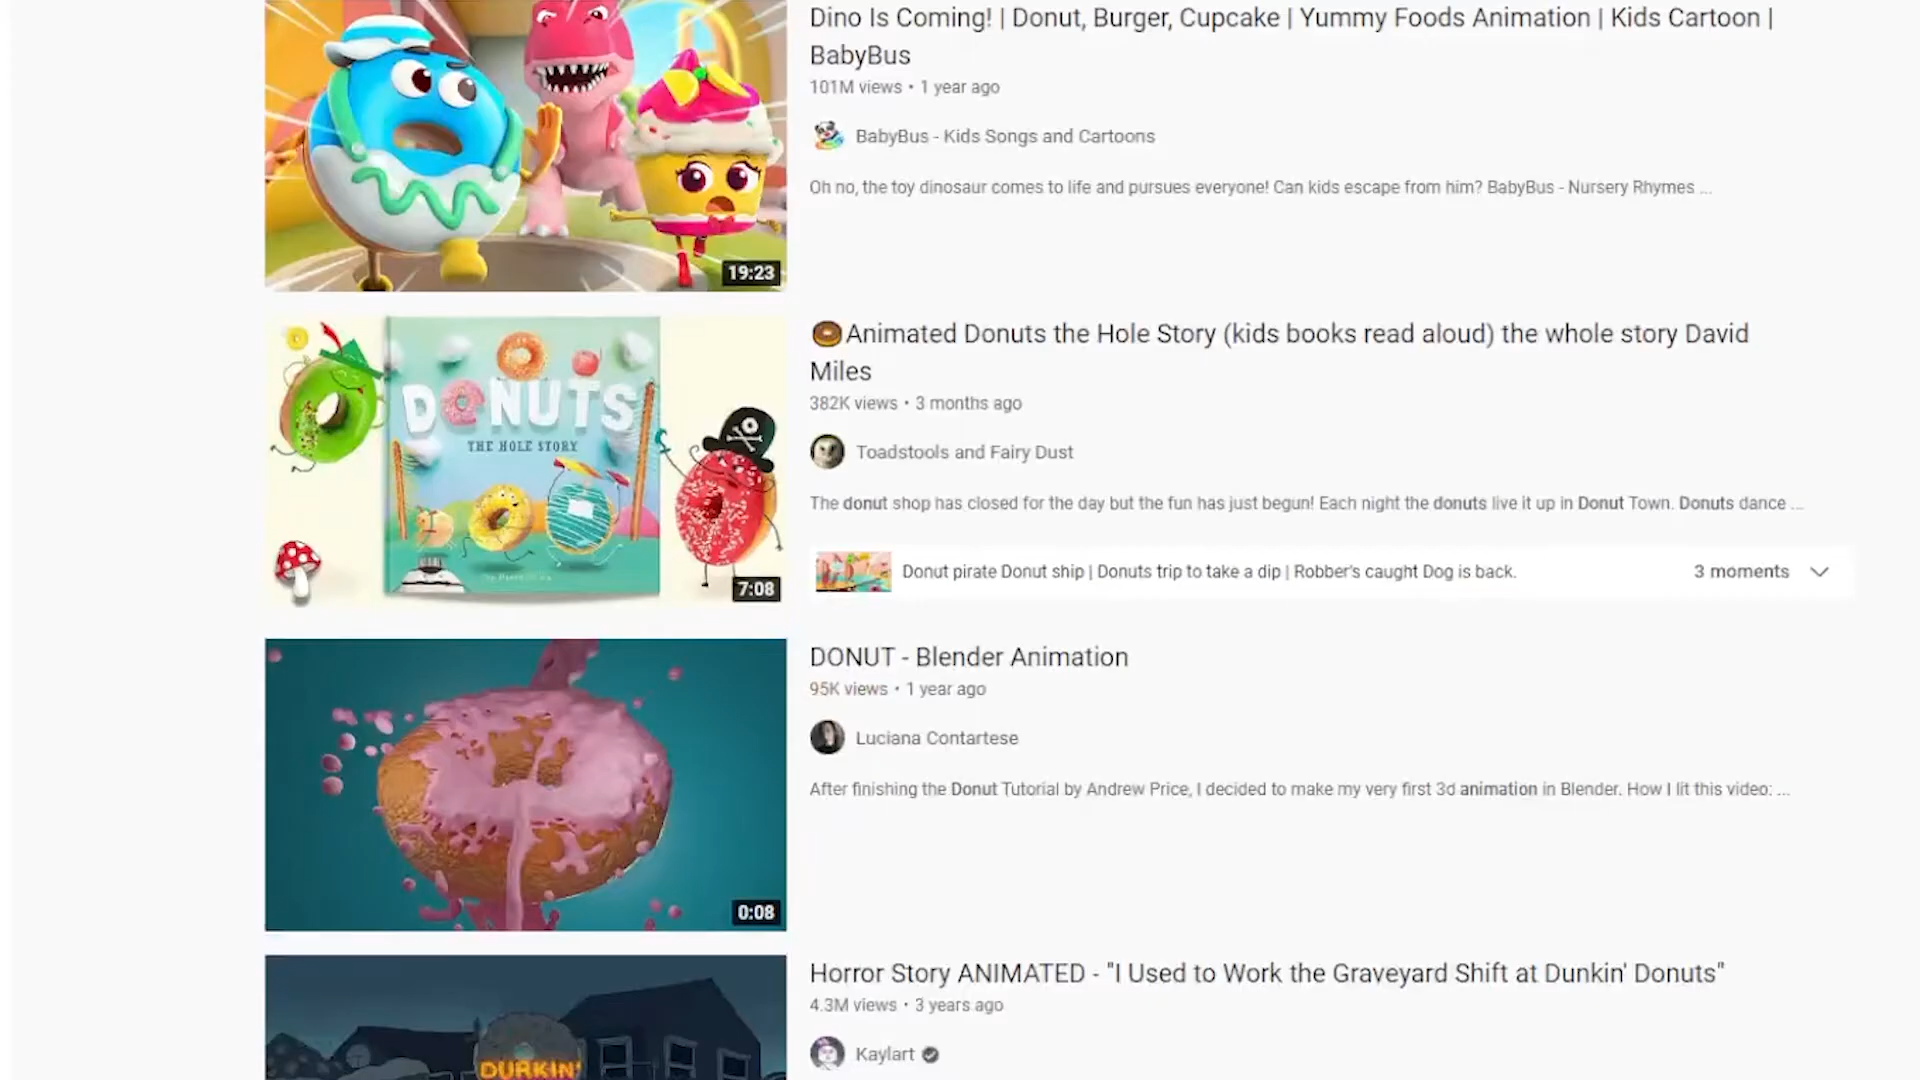 Dino Is Coming! | Donut, Burger, Cupcake | Yummy Foods Animation | Kids Cartoon |
BabyBus
101M views • 1 year ago
BabyBus - Kids Songs and Cartoons
Oh no, the toy dinosaur comes to life and pursues everyone! Can kids escape from him? BabyBus - Nursery Rhymes ...
19:23
DONUTS
THE HOLE STORY
7:08
🍩Animated Donuts the Hole Story (kids books read aloud) the whole story David
Miles
382K views • 3 months ago
Toadstools and Fairy Dust
The donut shop has closed for the day but the fun has just begun! Each night the donuts live it up in Donut Town. Donuts dance ...
Donut pirate Donut ship | Donuts trip to take a dip | Robber's caught Dog is back.
3 moments
DONUT - Blender Animation
95K views • 1 year ago
Luciana Contartese
After finishing the Donut Tutorial by Andrew Price, I decided to make my very first 3d animation in Blender. How I lit this video: ...
0:08
Horror Story ANIMATED - "I Used to Work the Graveyard Shift at Dunkin' Donuts"
4.3M views • 3 years ago
Kaylart
DURKIN'